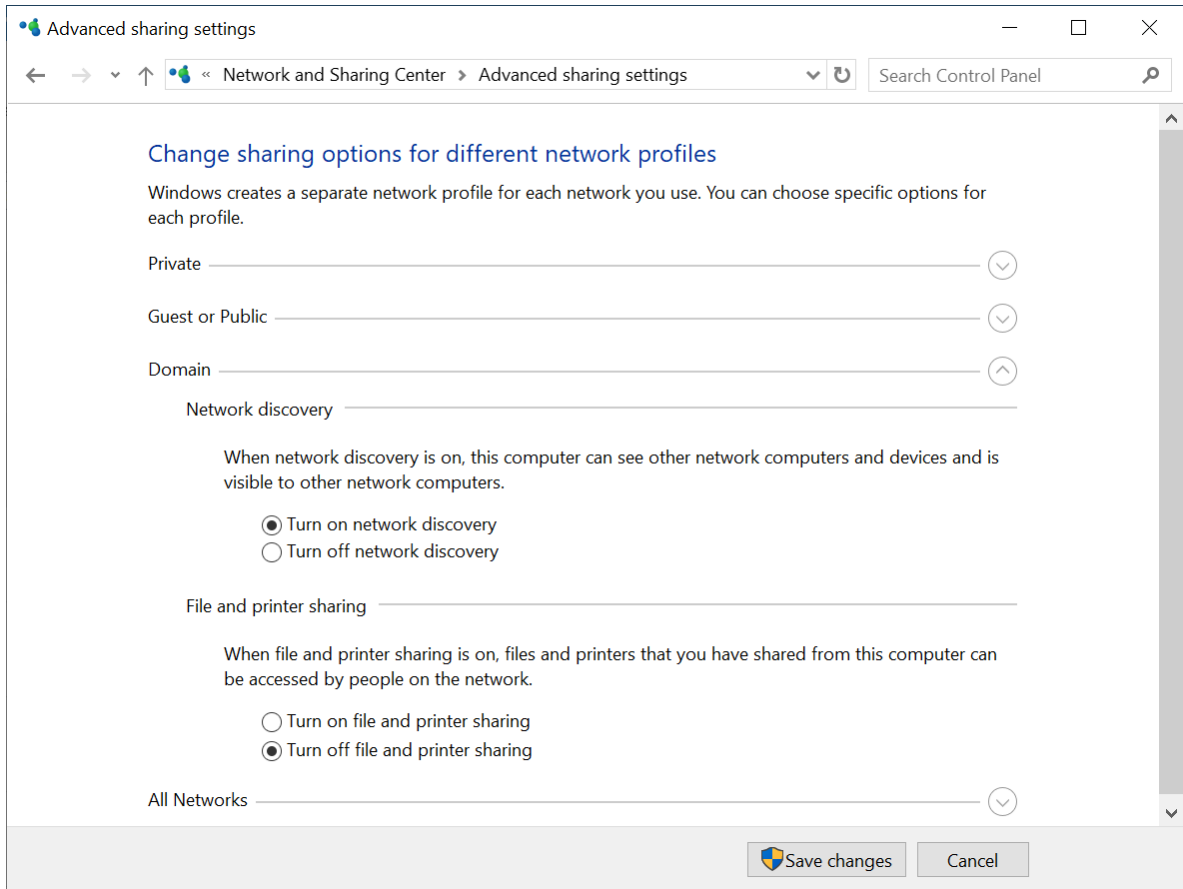 Advanced sharing settings
« Network and Sharing Center > Advanced sharing settings
Search Control Panel
Change sharing options for different network profiles
Windows creates a separate network profile for each network you use. You can choose specific options for
each profile.
Private
Guest or Public
Domain
Network discovery
When network discovery is on, this computer can see other network computers and devices and is
visible to other network computers.
Turn on network discovery
Turn off network discovery
File and printer sharing
When file and printer sharing is on, files and printers that you have shared from this computer can
be accessed by people on the network.
Turn on file and printer sharing
Turn off file and printer sharing
All Networks
Save changes
Cancel